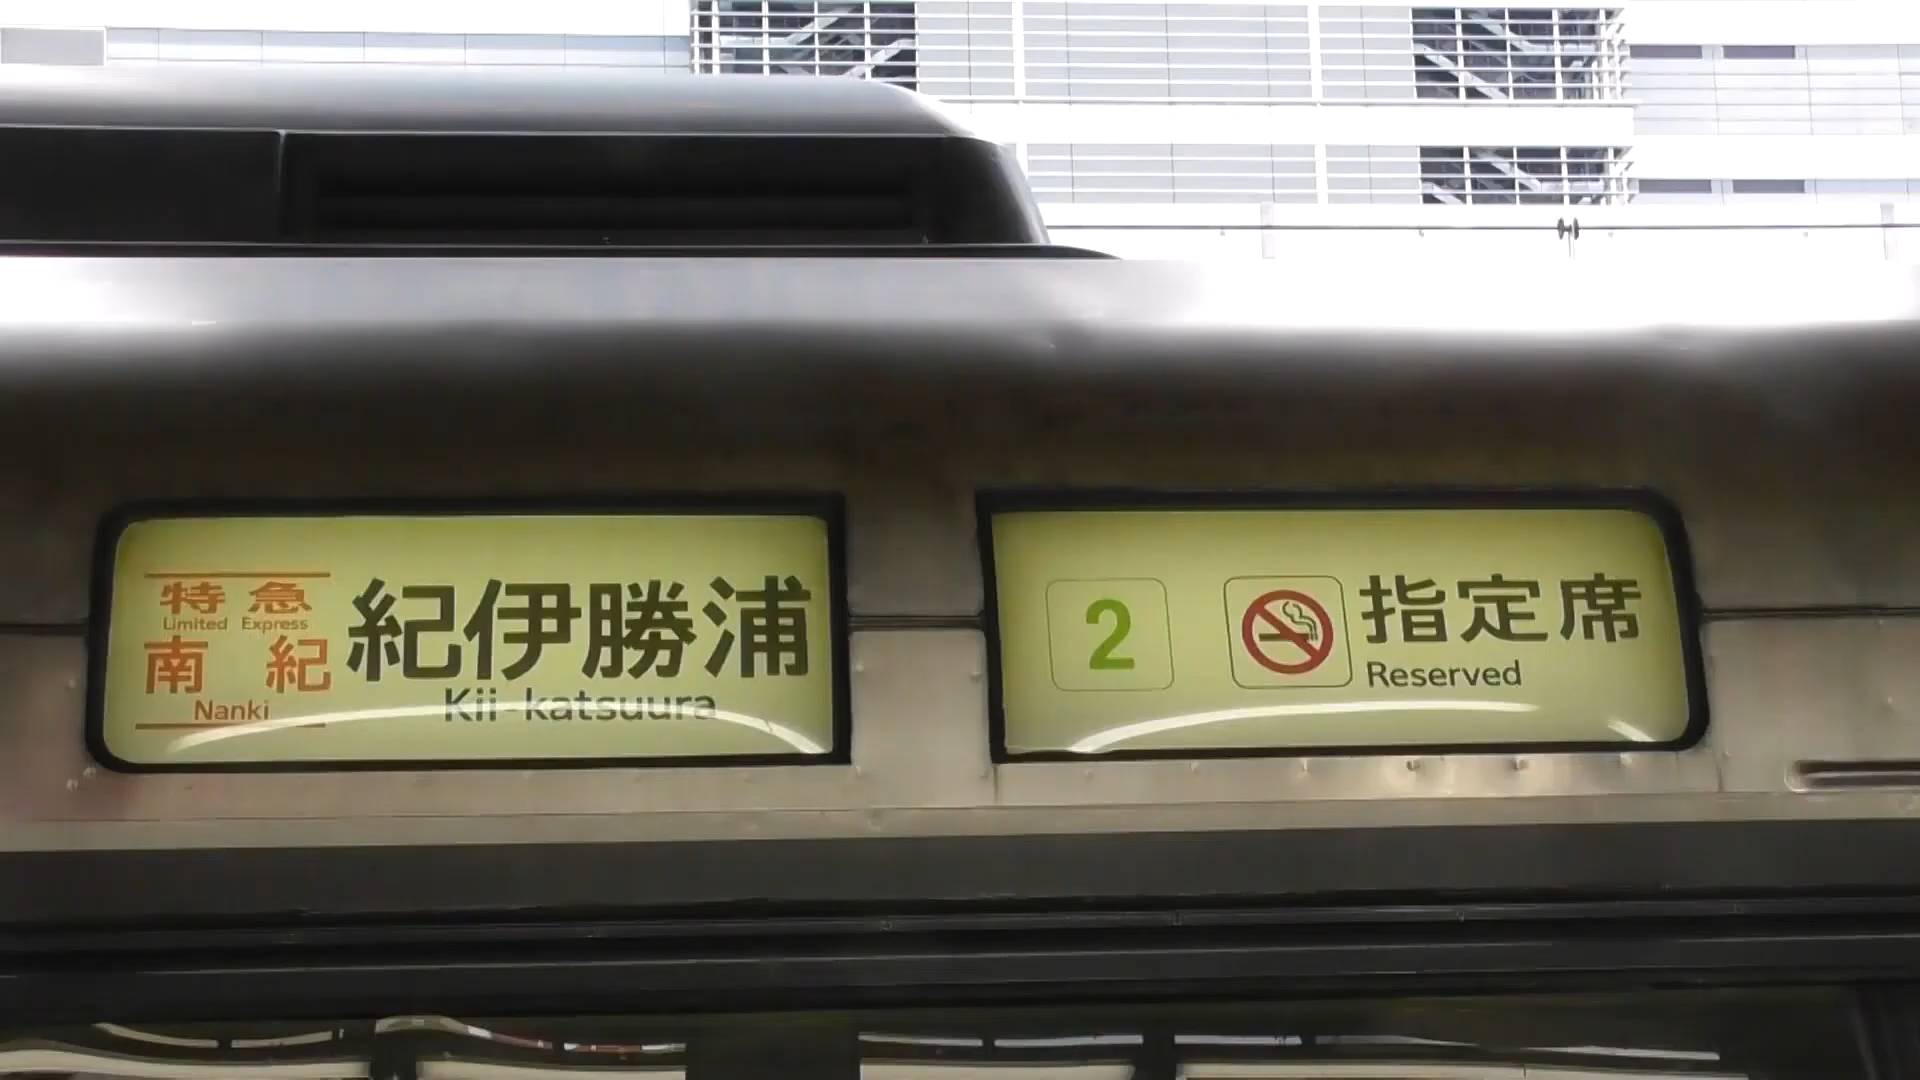 特急
Limited Express
南紀
Nanki
紀伊勝浦
Kii-katsuura
2
指定席
Reserved